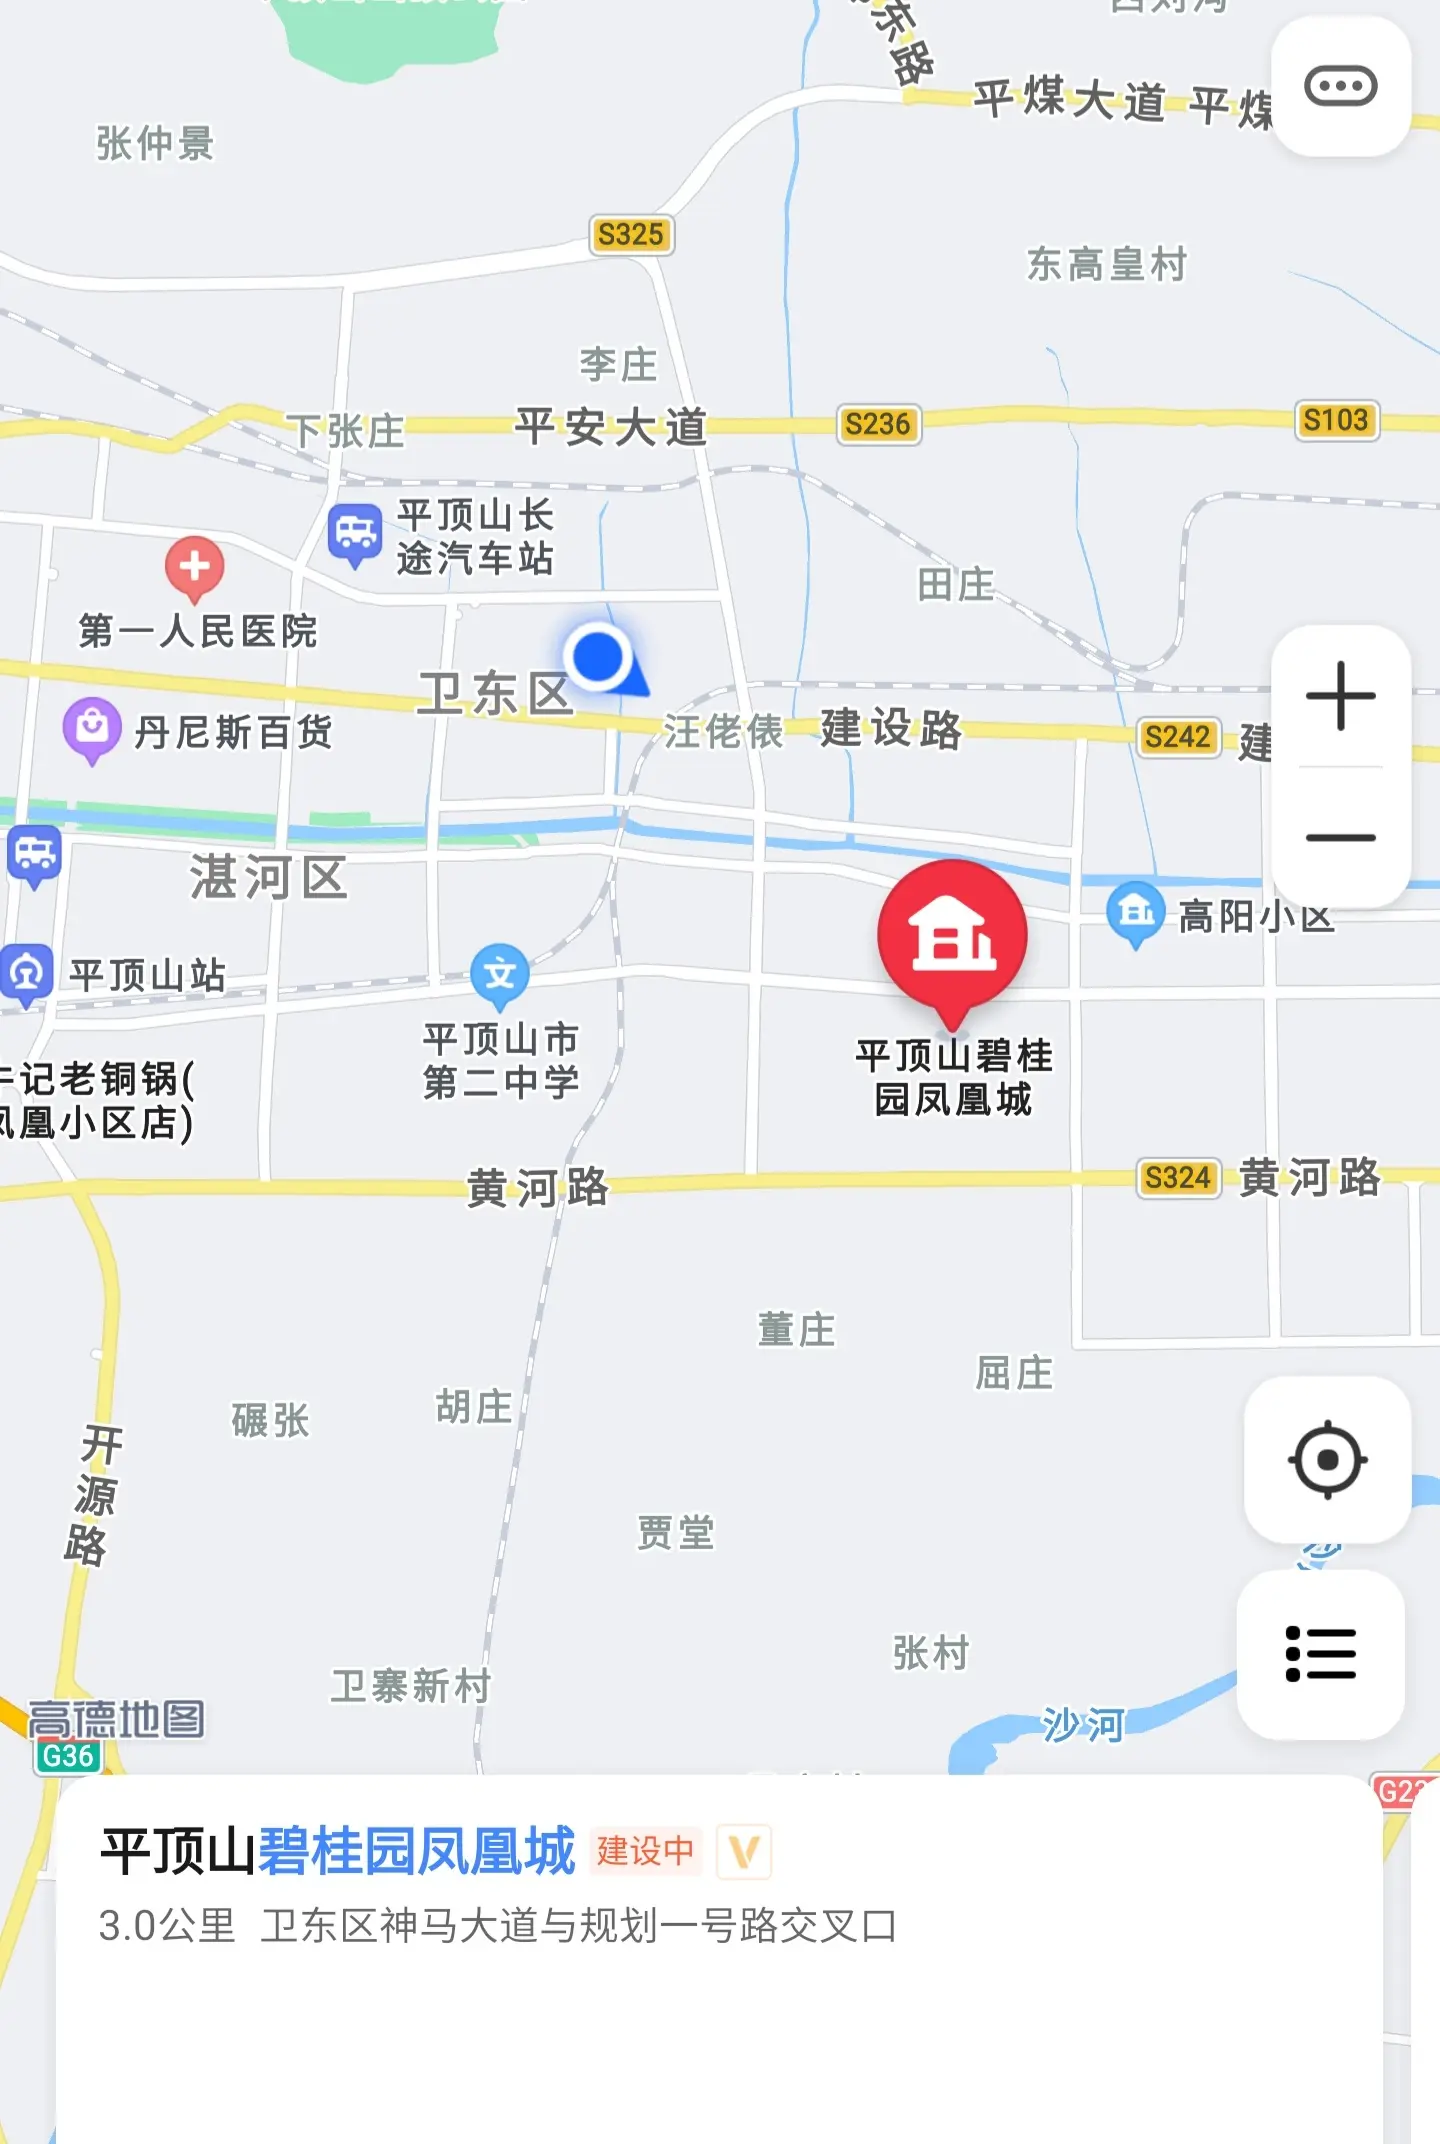 东路
平煤大道 平煤
张仲景
S325
东高皇村
李庄
下张庄
平安大道
S236
S103
平顶山长
途汽车站
田庄
第一人民医院
卫东区
丹尼斯百货
汪佬俵
建设路
S242
建
湛河区
高阳小区
平顶山站
文
平顶山市
第二中学
平顶山碧桂
园凤凰城
记老铜锅(
凰小区店)
黄河路
S324
黄河路
董庄
屈庄
碾张
胡庄
开源路
贾堂
张村
卫寨新村
沙河
高德地图
G36
平顶山碧桂园凤凰城 建设中 V
3.0公里 卫东区神马大道与规划一号路交叉口